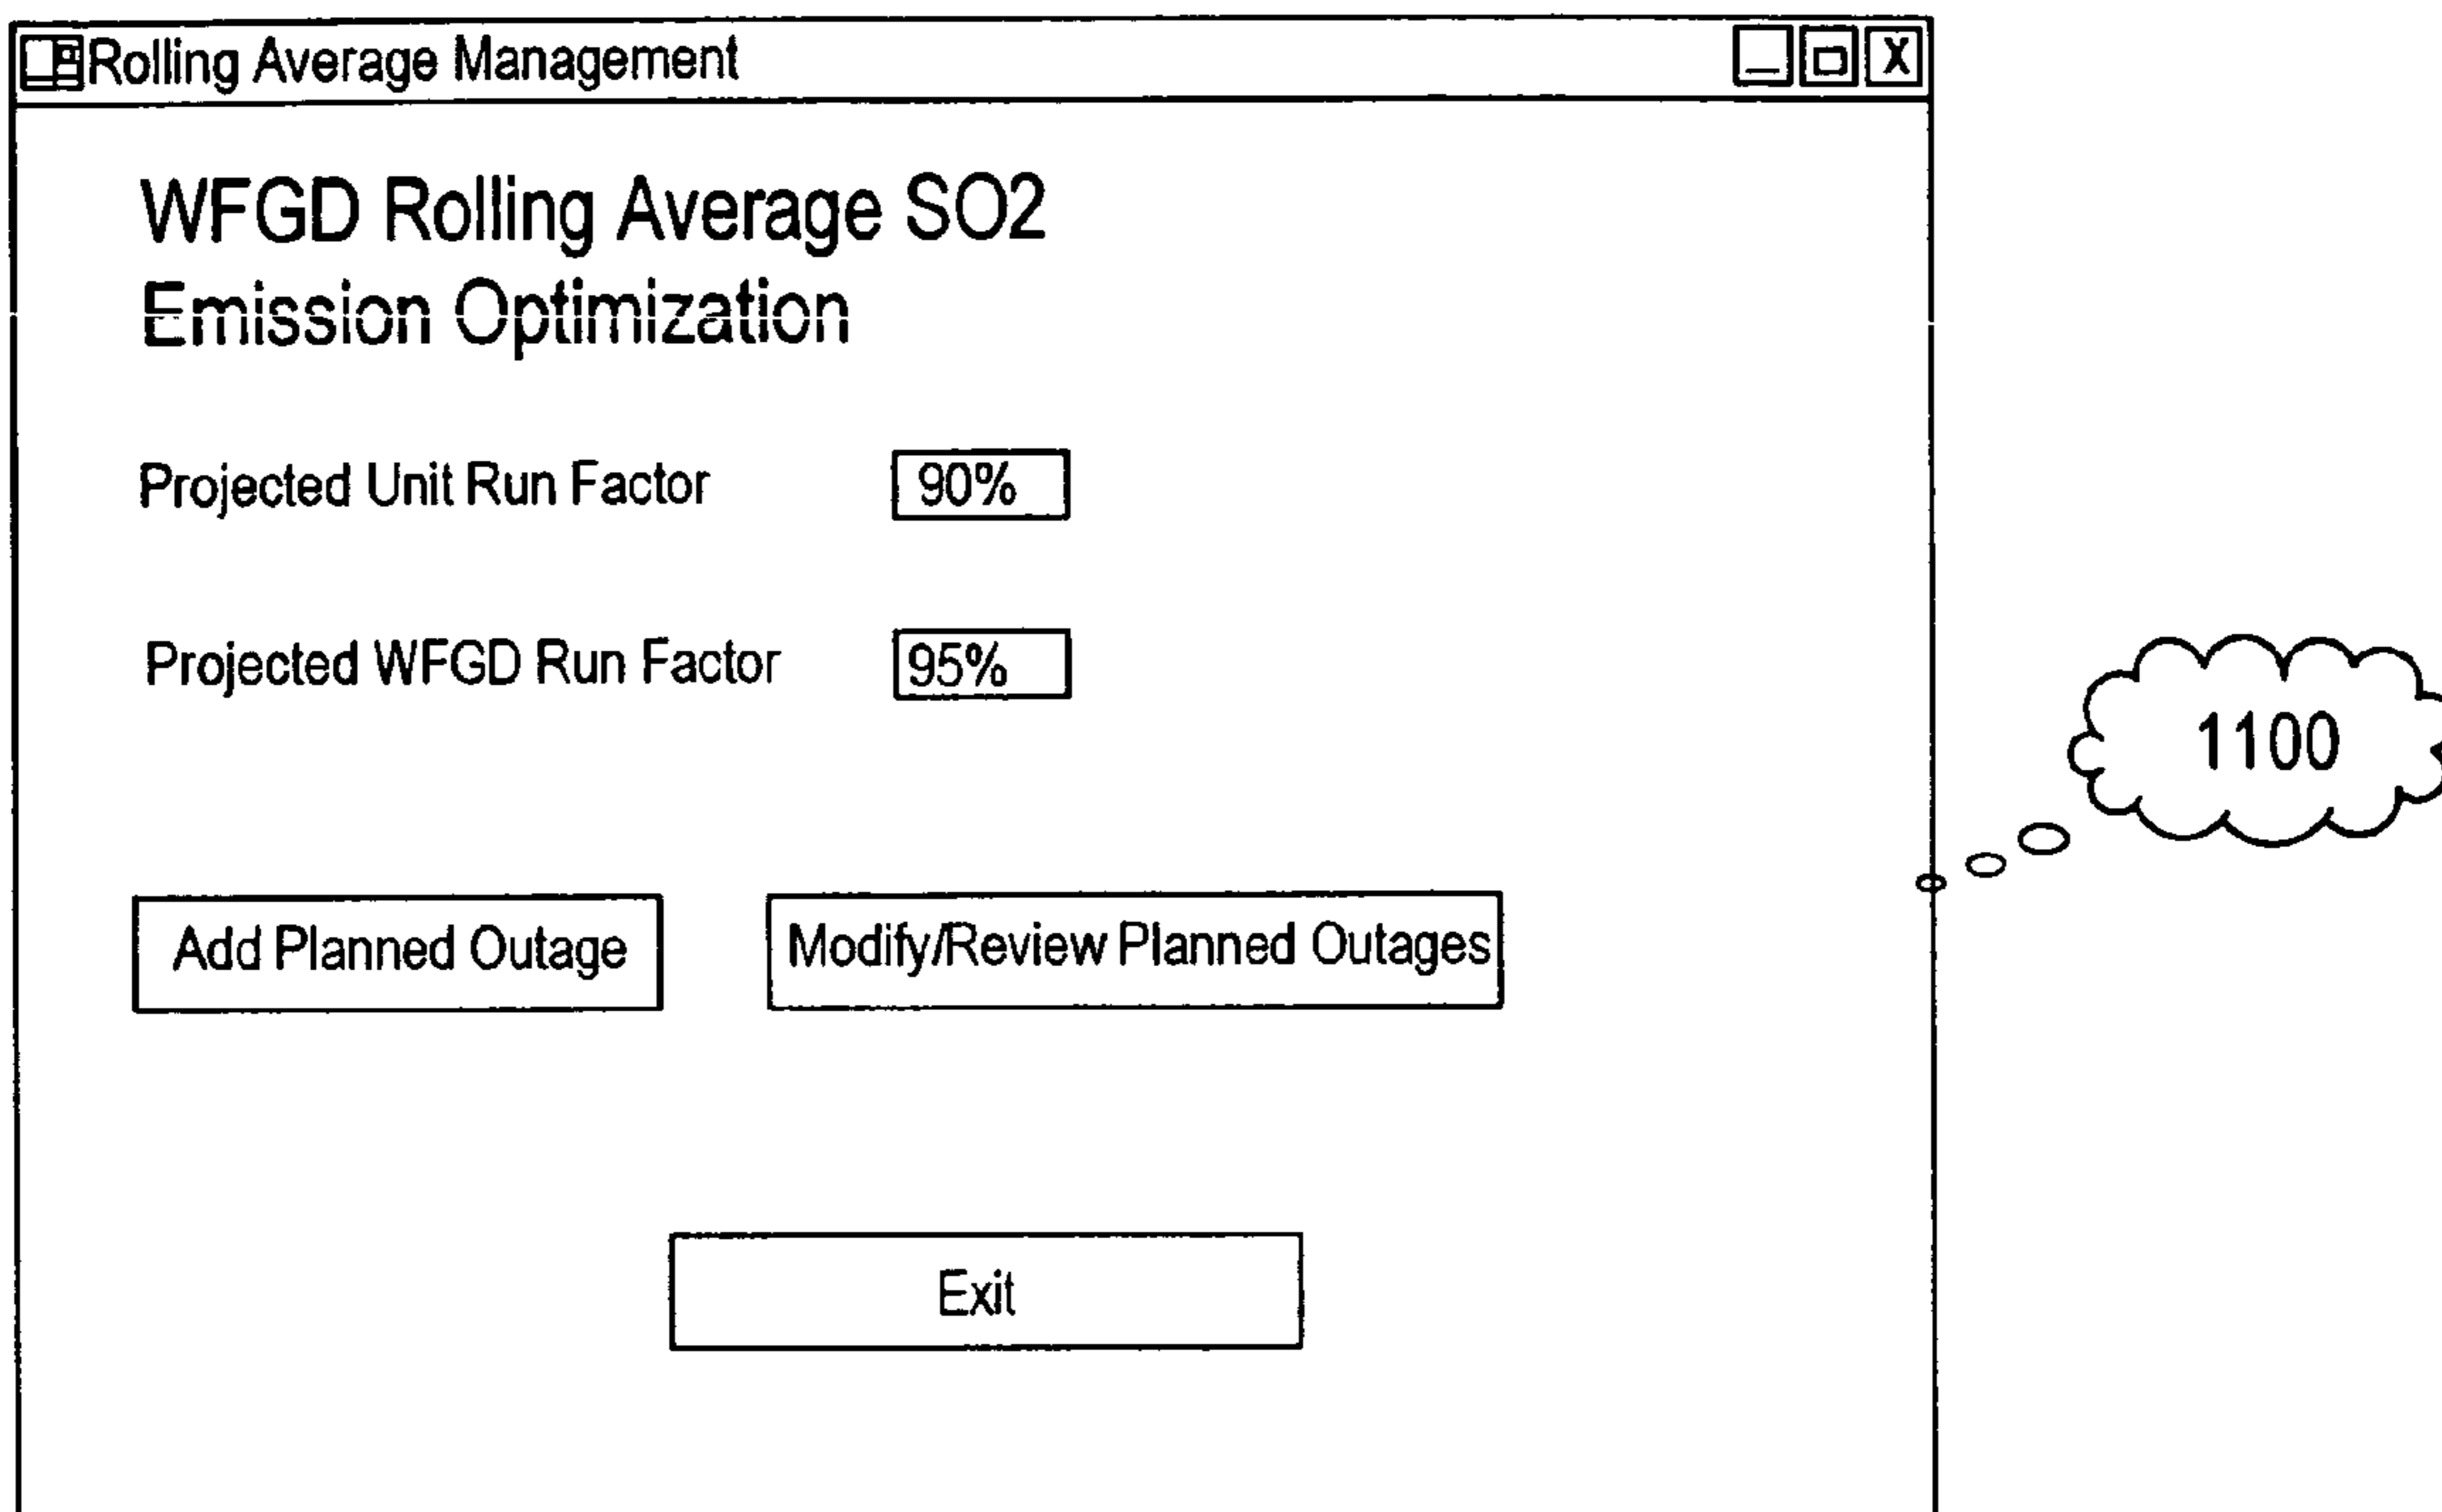 Rolling Average Management
X
WFGD Rolling Average SO2
Emission Optimization
Projected Unit Run Factor 90%
Projected WFGD Run Factor 95%
1100
Add Planned Outage Modify/Review Planned Outages
Exit